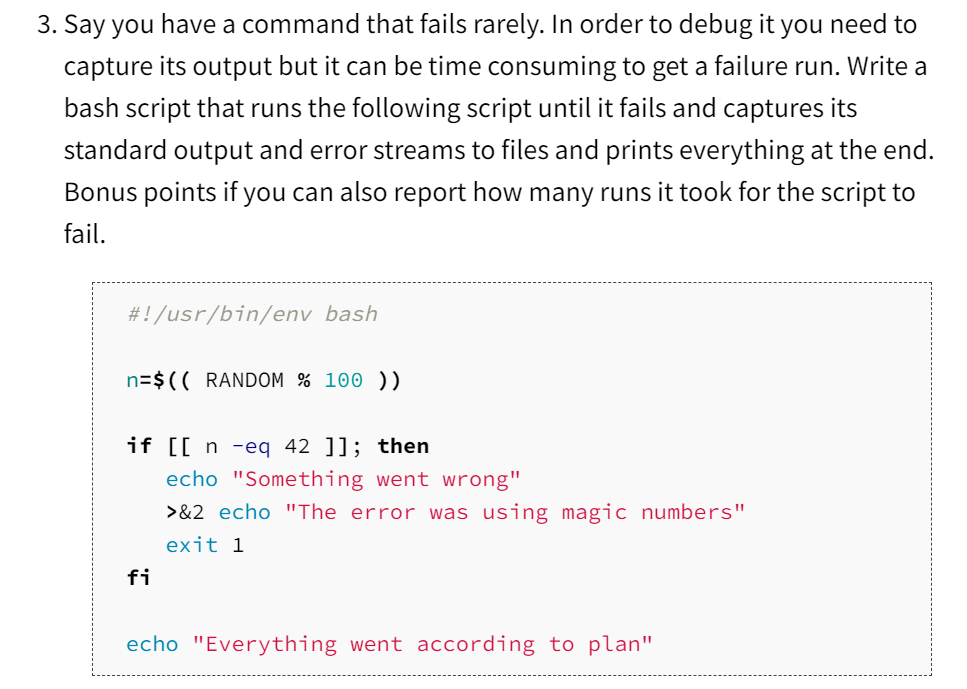 3. Say you have a command that fails rarely. In order to debug it you need to
capture its output but it can be time consuming to get a failure run. Write a
bash script that runs the following script until it fails and captures its
standard output and error streams to files and prints everything at the end.
Bonus points if you can also report how many runs it took for the script to
fail.
#!/usr/bin/env bash
n=$(( RANDOM % 100 ))
if [[ n -eq 42 ]]; then
echo "Something went wrong"
>&2 echo "The error was using magic numbers"
exit 1
fi
echo "Everything went according to plan"